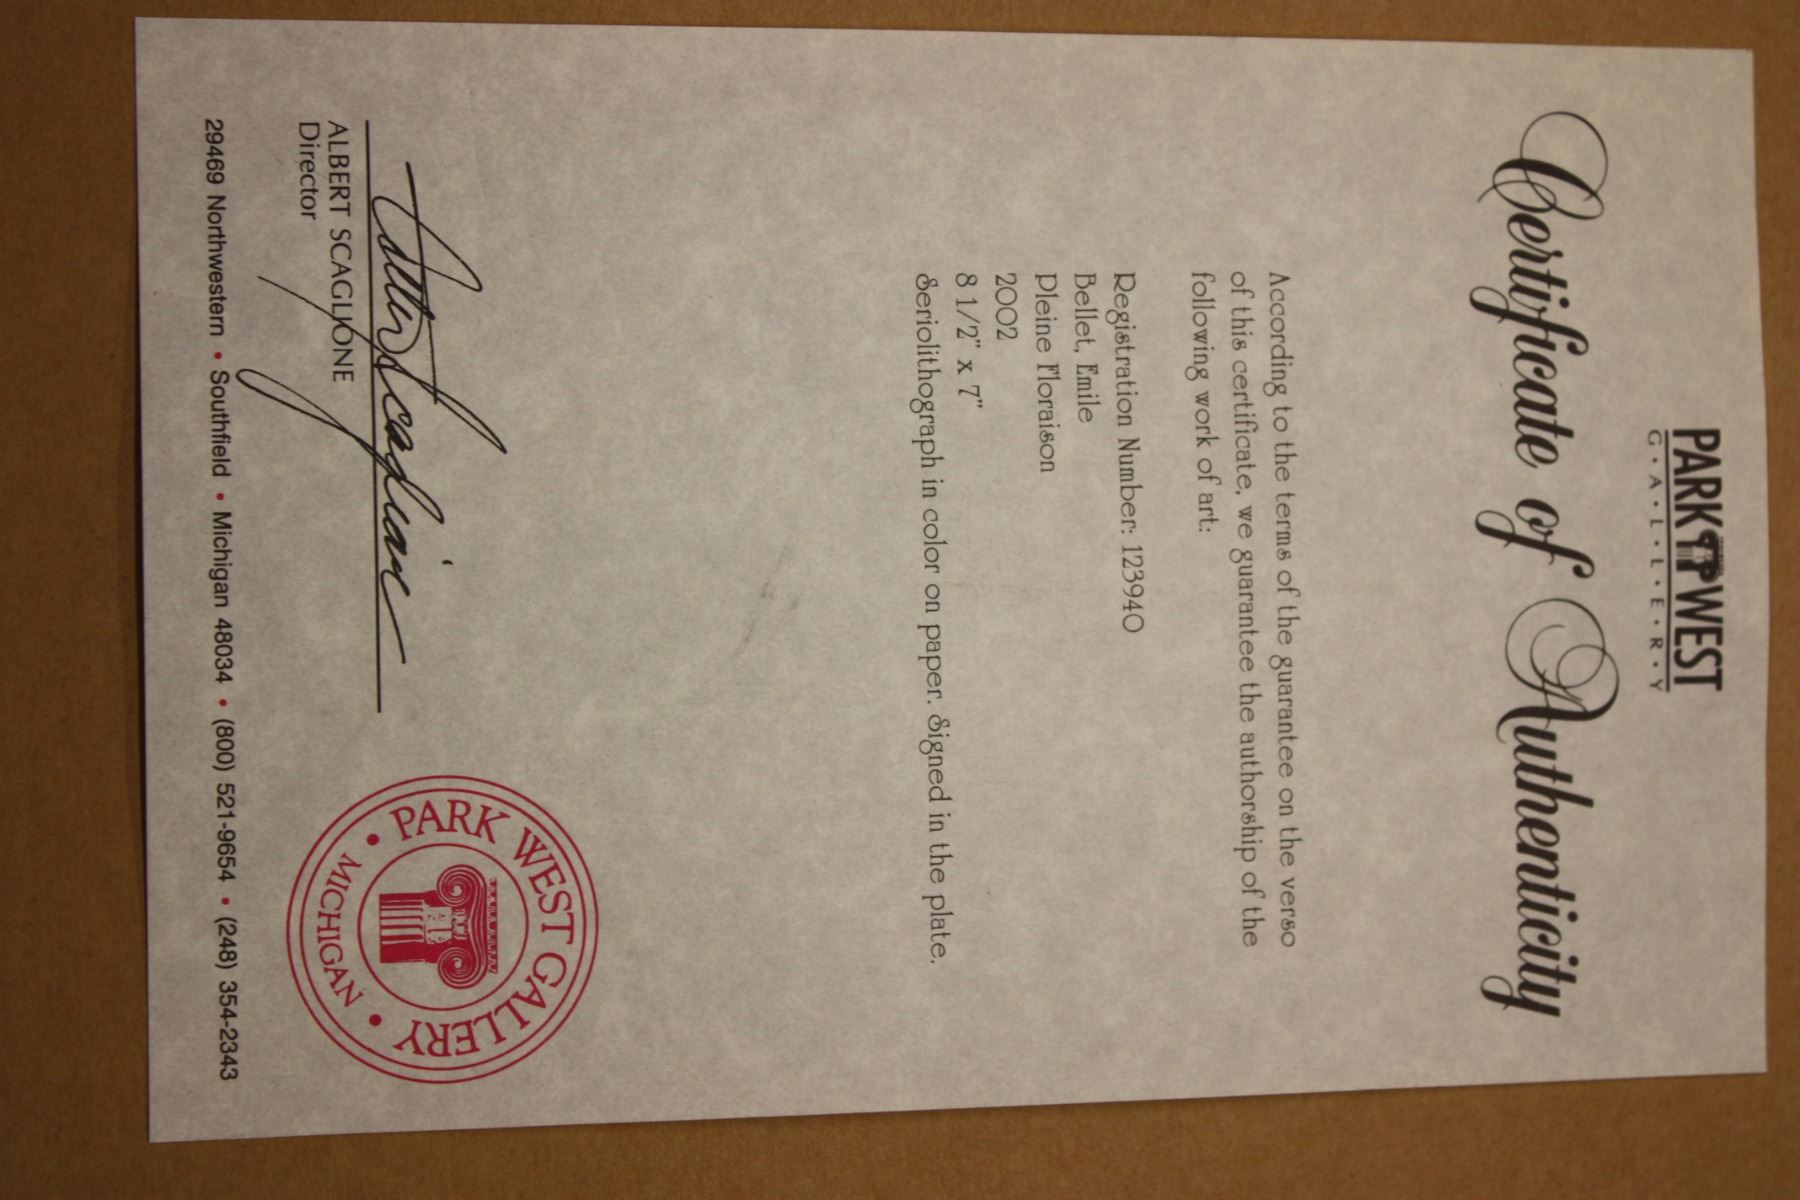 PARK WEST
G·A·L·L·E·R·Y
Certificate of Authenticity
According to the terms of the guarantee on the verso
of this certificate, we guarantee the authorship of the
following work of art:
Registration Number: 123940
Bellet, Emile
Pleine Floraison
2002
8 1/2" x 7"
Seriolithograph in color on paper. Signed in the plate.
Albert Scaglione
ALBERT SCAGLIONE
Director
PARK WEST GALLERY • MICHIGAN •
29469 Northwestern • Southfield • Michigan 48034 • (800) 521-9654 • (248) 354-2343